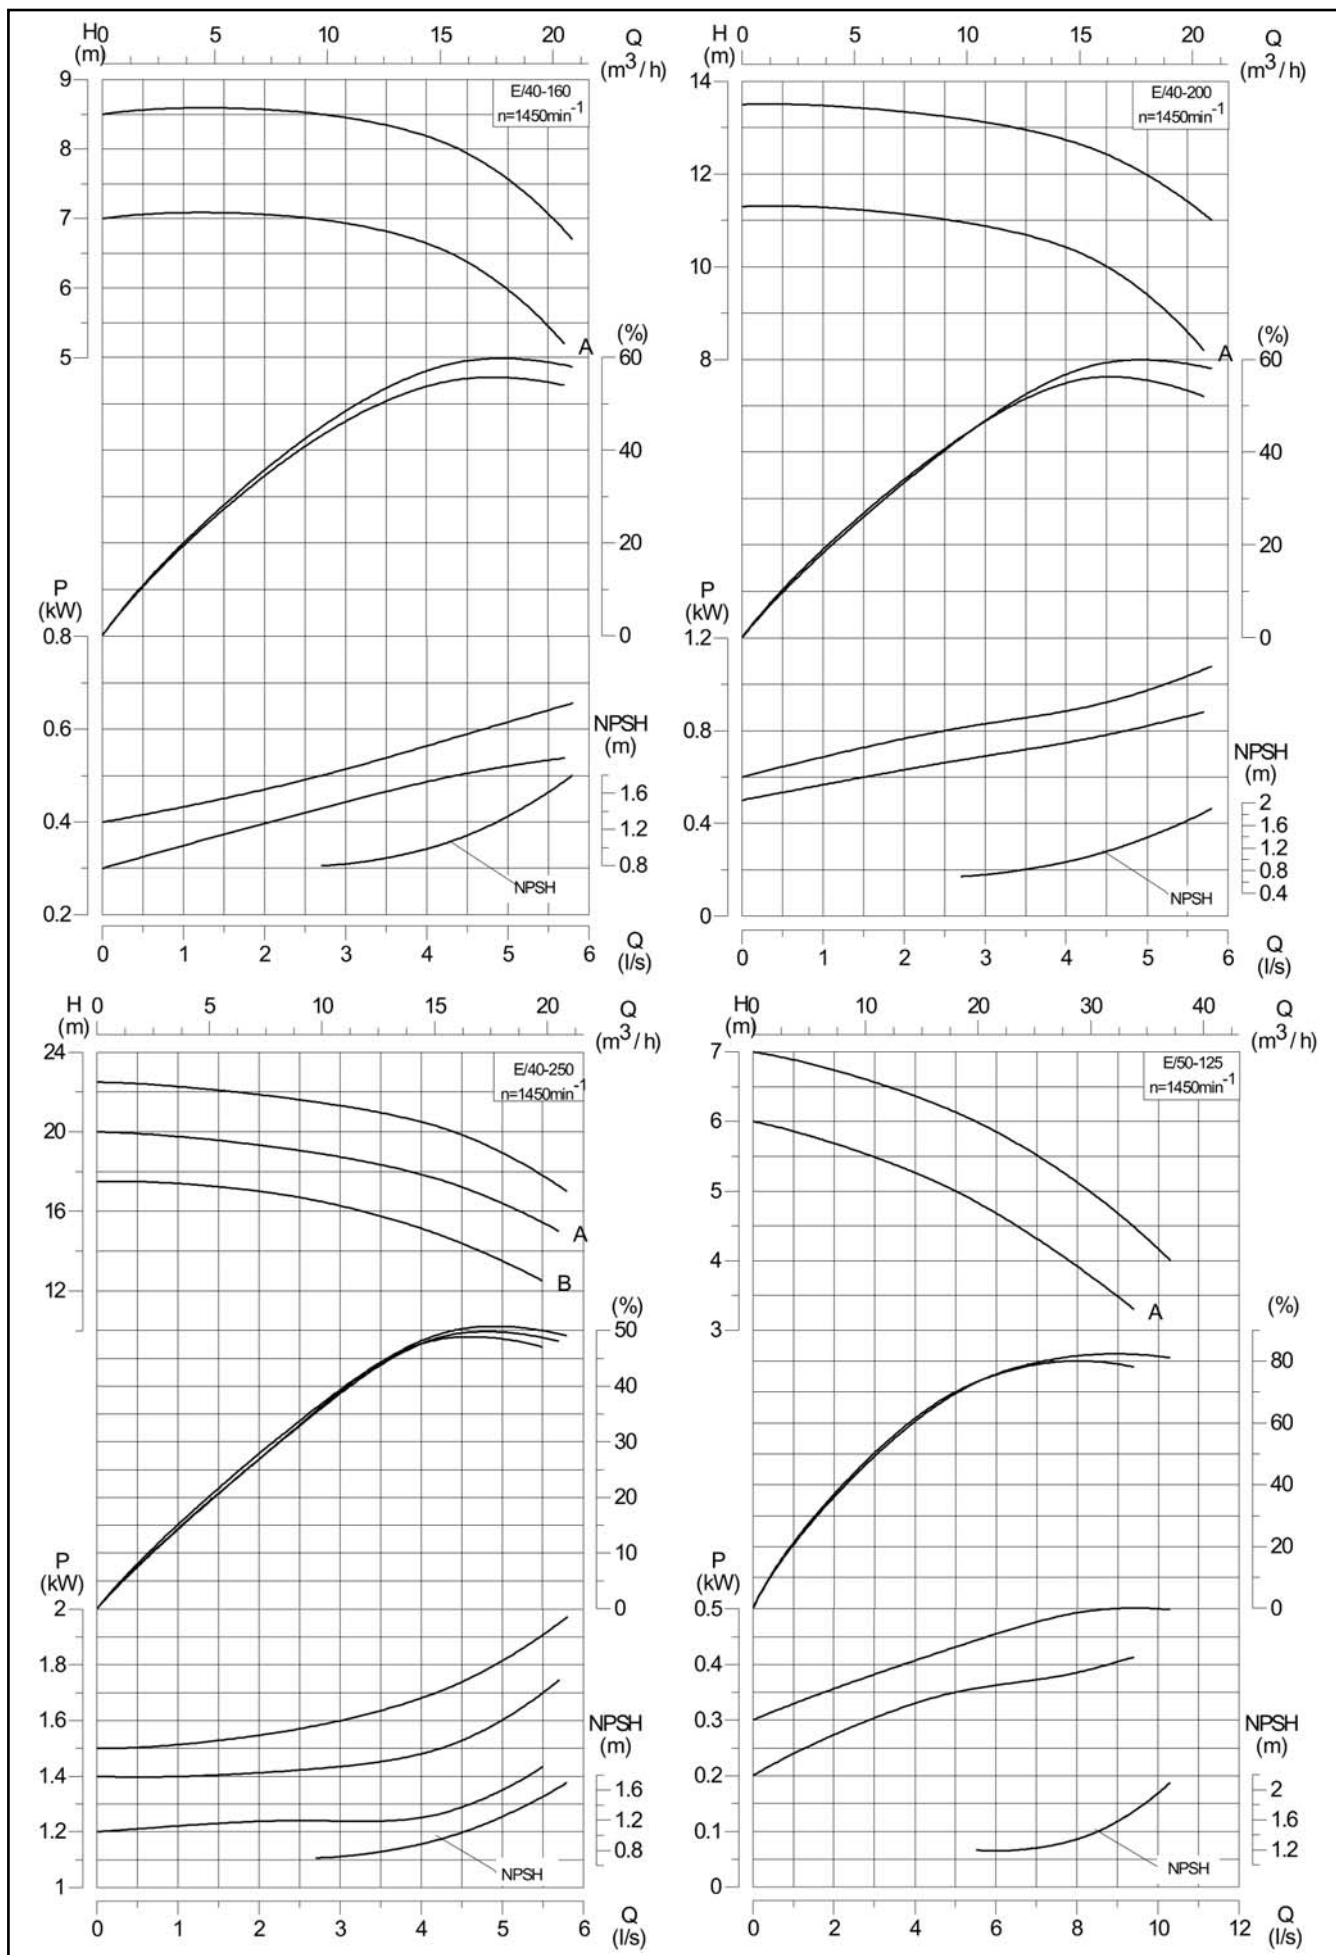 H 0 5 10 15 20 Q
(m) (m³/h)
E/40-160
n=1450min⁻¹
9
8
7
6
5
A
(%)
60
40
20
0
P
(kW)
0.8
0.6
0.4
0.2
NPSH
(m)
1.6
1.2
0.8
NPSH
0 1 2 3 4 5 6 Q
(l/s)
H 0 5 10 15 20 Q
(m) (m³/h)
E/40-200
n=1450min⁻¹
14
12
10
8
A
(%)
60
40
20
0
P
(kW)
1.2
0.8
0.4
0
NPSH
(m)
2
1.6
1.2
0.8
0.4
NPSH
0 1 2 3 4 5 6 Q
(l/s)
H 0 5 10 15 20 Q
(m) (m³/h)
E/40-250
n=1450min⁻¹
24
20
16
12
A
B
(%)
50
40
30
20
10
0
P
(kW)
2
1.8
1.6
1.4
1.2
1
NPSH
(m)
1.6
1.2
0.8
NPSH
0 1 2 3 4 5 6 Q
(l/s)
H 0 10 20 30 40 Q
(m) (m³/h)
E/50-125
n=1450min⁻¹
7
6
5
4
3
A
(%)
80
60
40
20
0
P
(kW)
0.5
0.4
0.3
0.2
0.1
0
NPSH
(m)
2
1.6
1.2
NPSH
0 2 4 6 8 10 12 Q
(l/s)